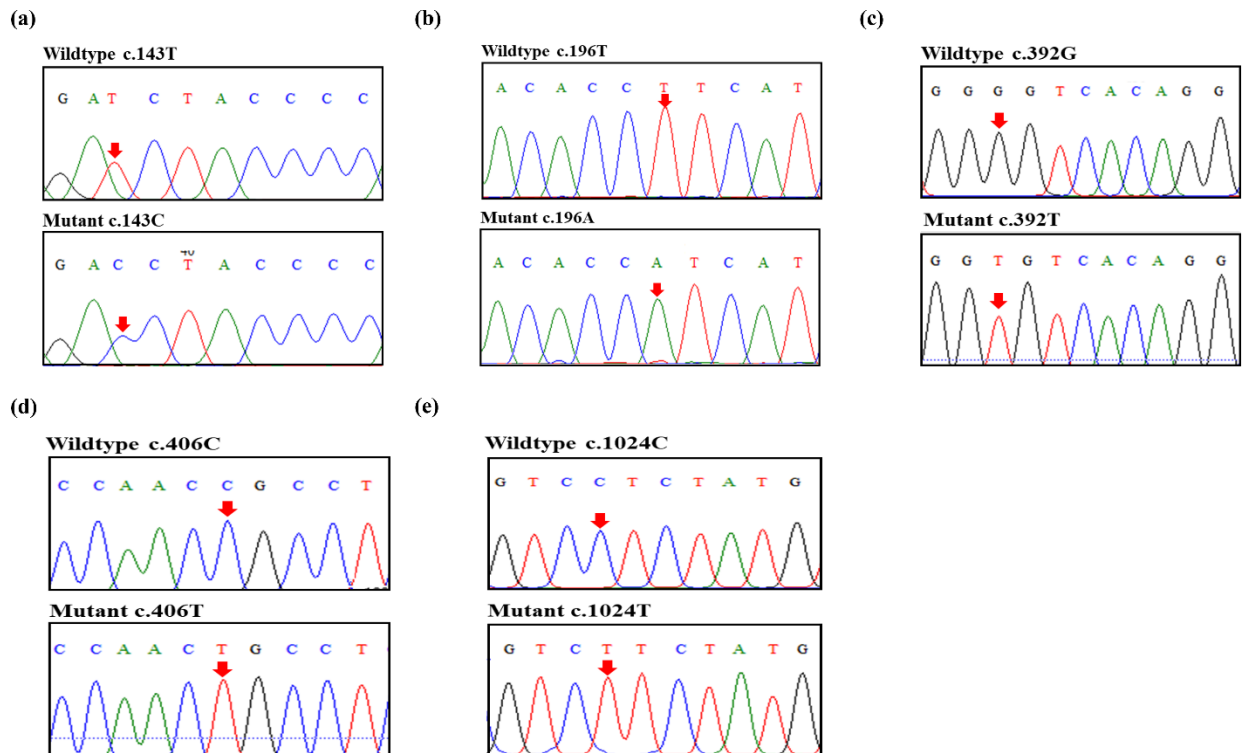 (a)
Wildtype c.143T
G A T C T A C C C C
Mutant c.143C
40
G A C C T A C C C C
(b)
Wildtype c.196T
A C A C C T T C A T
Mutant c.196A
A C A C C A T C A T
(c)
Wildtype c.392G
G G G G T C A C A G G
Mutant c.392T
G G T G T C A C A G G
(d)
Wildtype c.406C
C C A A C C G C C T
Mutant c.406T
C C A A C T G C C T
(e)
Wildtype c.1024C
G T C C T C T A T G
Mutant c.1024T
G T C T T C T A T G